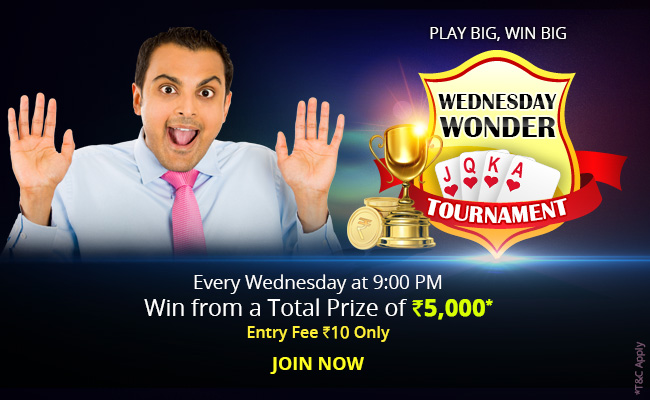 PLAY BIG, WIN BIG
WEDNESDAY
WONDER
J Q K A
TOURNAMENT
Every Wednesday at 9:00 PM
Win from a Total Prize of ₹5,000*
Entry Fee ₹10 Only
JOIN NOW
*T&C Apply